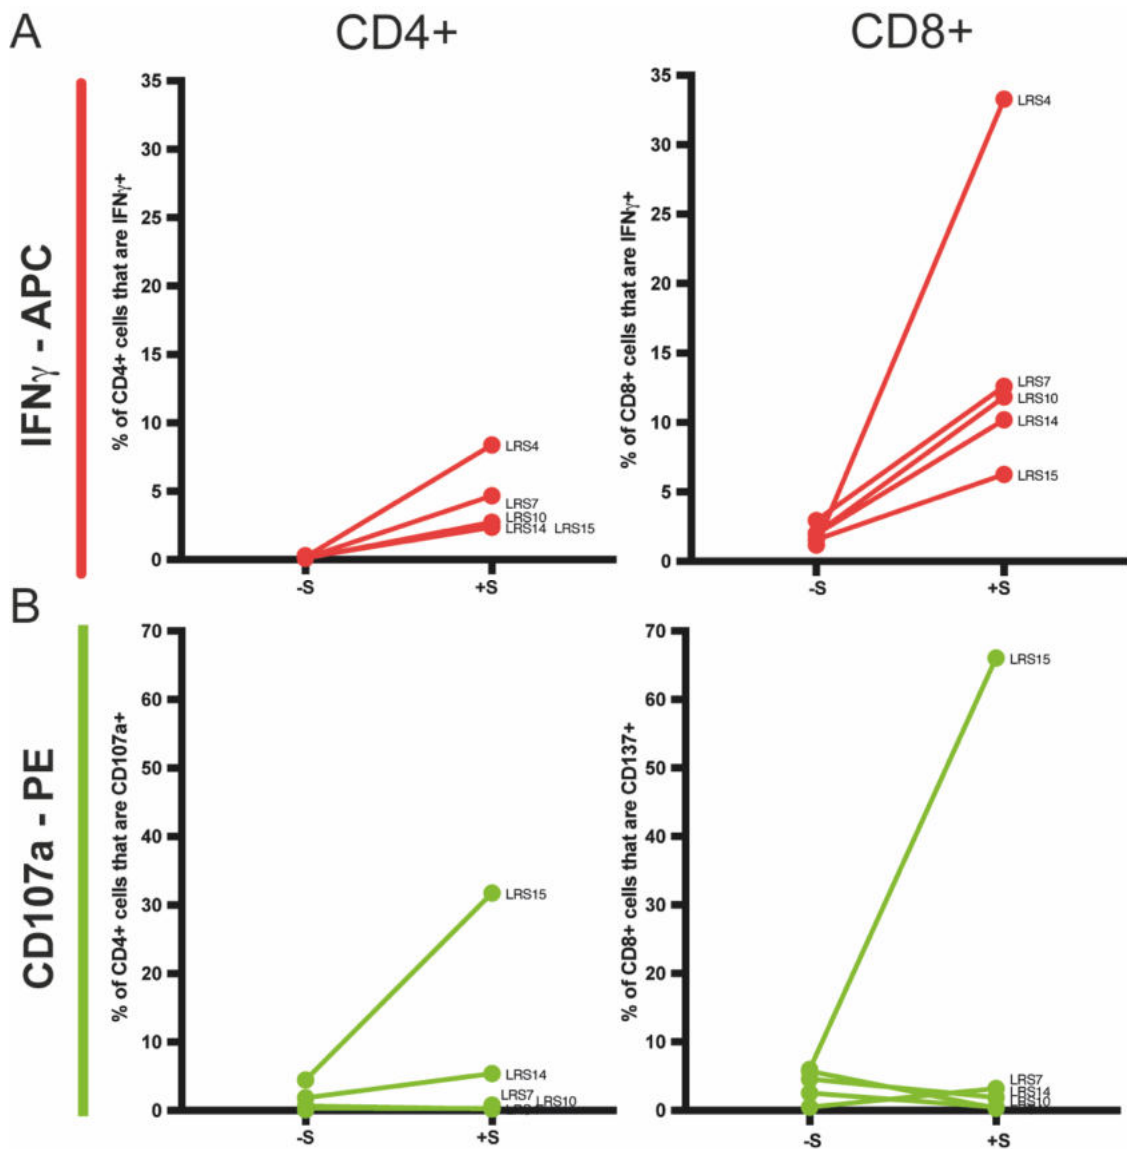 A
CD4+
CD8+
IFNγ - APC
% of CD4+ cells that are IFNγ+
35
30
25
20
15
10
5
0
LRS4
LRS7
LRS10
LRS14 LRS15
-S
+S
% of CD8+ cells that are IFNγ+
35
30
25
20
15
10
5
0
LRS4
LRS7
LRS10
LRS14
LRS15
-S
+S
B
CD107a - PE
% of CD4+ cells that are CD107a+
70
60
50
40
30
20
10
0
LRS15
LRS14
LRS7
LRS10
-S
+S
% of CD8+ cells that are CD137+
70
60
50
40
30
20
10
0
LRS15
LRS7
LRS14
LRS10
-S
+S